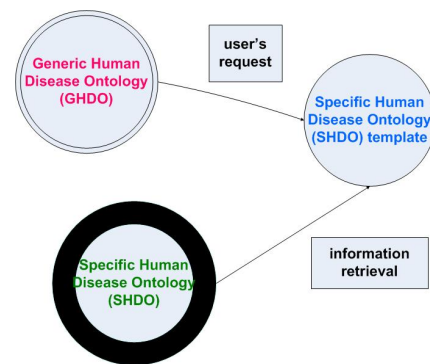 Generic Human
Disease Ontology
(GHDO)
user's
request
Specific Human
Disease Ontology
(SHDO) template
Specific Human
Disease Ontology
(SHDO)
information
retrieval